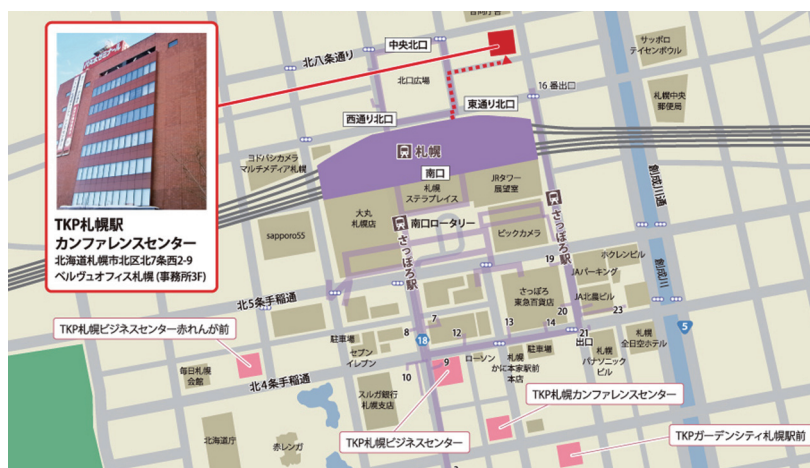 北八条通り
中央北口
サッポロ
テイセンボウル
北口広場
16番出口
札幌中央
郵便局
西通り北口
東通り北口
ヨドバシカメラ
マルチメディア札幌
札幌
南口
札幌
ステラプレイス
JRタワー
展望室
創成川通
TKP札幌駅
カンファレンスセンター
北海道札幌市北区北7条西2-9
ベルヴュオフィス札幌(事務所3F)
大丸
札幌店
sapporo55
南口ロータリー
さっぽろ駅
ビックカメラ
さっぽろ駅
19
ホクレンビル
JAパーキング
創成川
さっぽろ
東急百貨店
JA北農ビル
北5条手稲通
20
23
TKP札幌ビジネスセンター赤れんが前
7
8
12
13
14
21
出口
札幌
全日空ホテル
5
駐車場
18
セブン
イレブン
9
ローソン
札幌
かに本家駅前
本店
駐車場
札幌
パナソニック
ビル
毎日札幌
会館
北4条手稲通
10
スルガ銀行
札幌支店
TKP札幌カンファレンスセンター
北海道庁
赤レンガ
TKP札幌ビジネスセンター
TKPガーデンシティ札幌駅前